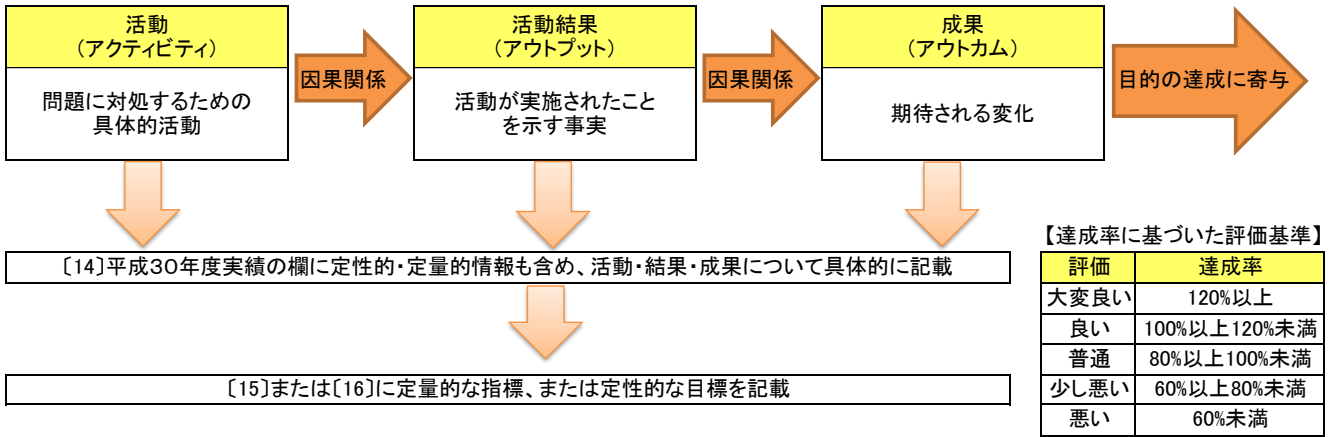 活動
（アクティビティ）
問題に対処するための
具体的活動
因果関係
活動結果
（アウトプット）
活動が実施されたこと
を示す事実
因果関係
成果
（アウトカム）
期待される変化
目的の達成に寄与
〔14〕平成３０年度実績の欄に定性的・定量的情報も含め、活動・結果・成果について具体的に記載
〔15〕または〔16〕に定量的な指標、または定性的な目標を記載
【達成率に基づいた評価基準】
評価 達成率
大変良い 120%以上
良い 100%以上120%未満
普通 80%以上100%未満
少し悪い 60%以上80%未満
悪い 60%未満